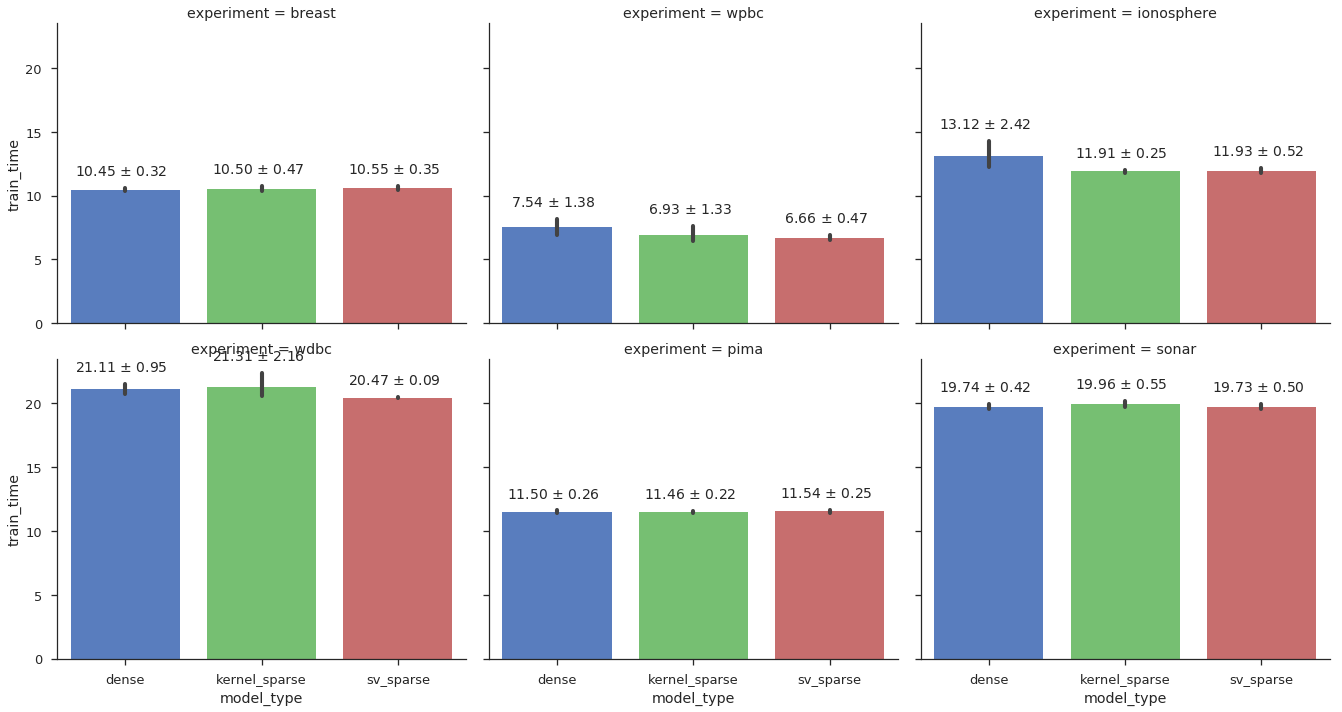 experiment = breast
experiment = wpbc
experiment = ionosphere
train_time
20
15
10
5
0
10.45 ± 0.32
10.50 ± 0.47
10.55 ± 0.35
7.54 ± 1.38
6.93 ± 1.33
6.66 ± 0.47
13.12 ± 2.42
11.91 ± 0.25
11.93 ± 0.52
experiment = wdbc
experiment = pima
experiment = sonar
train_time
20
15
10
5
0
21.11 ± 0.95
21.31 ± 2.16
20.47 ± 0.09
11.50 ± 0.26
11.46 ± 0.22
11.54 ± 0.25
19.74 ± 0.42
19.96 ± 0.55
19.73 ± 0.50
dense
kernel_sparse
sv_sparse
dense
kernel_sparse
sv_sparse
dense
kernel_sparse
sv_sparse
model_type
model_type
model_type